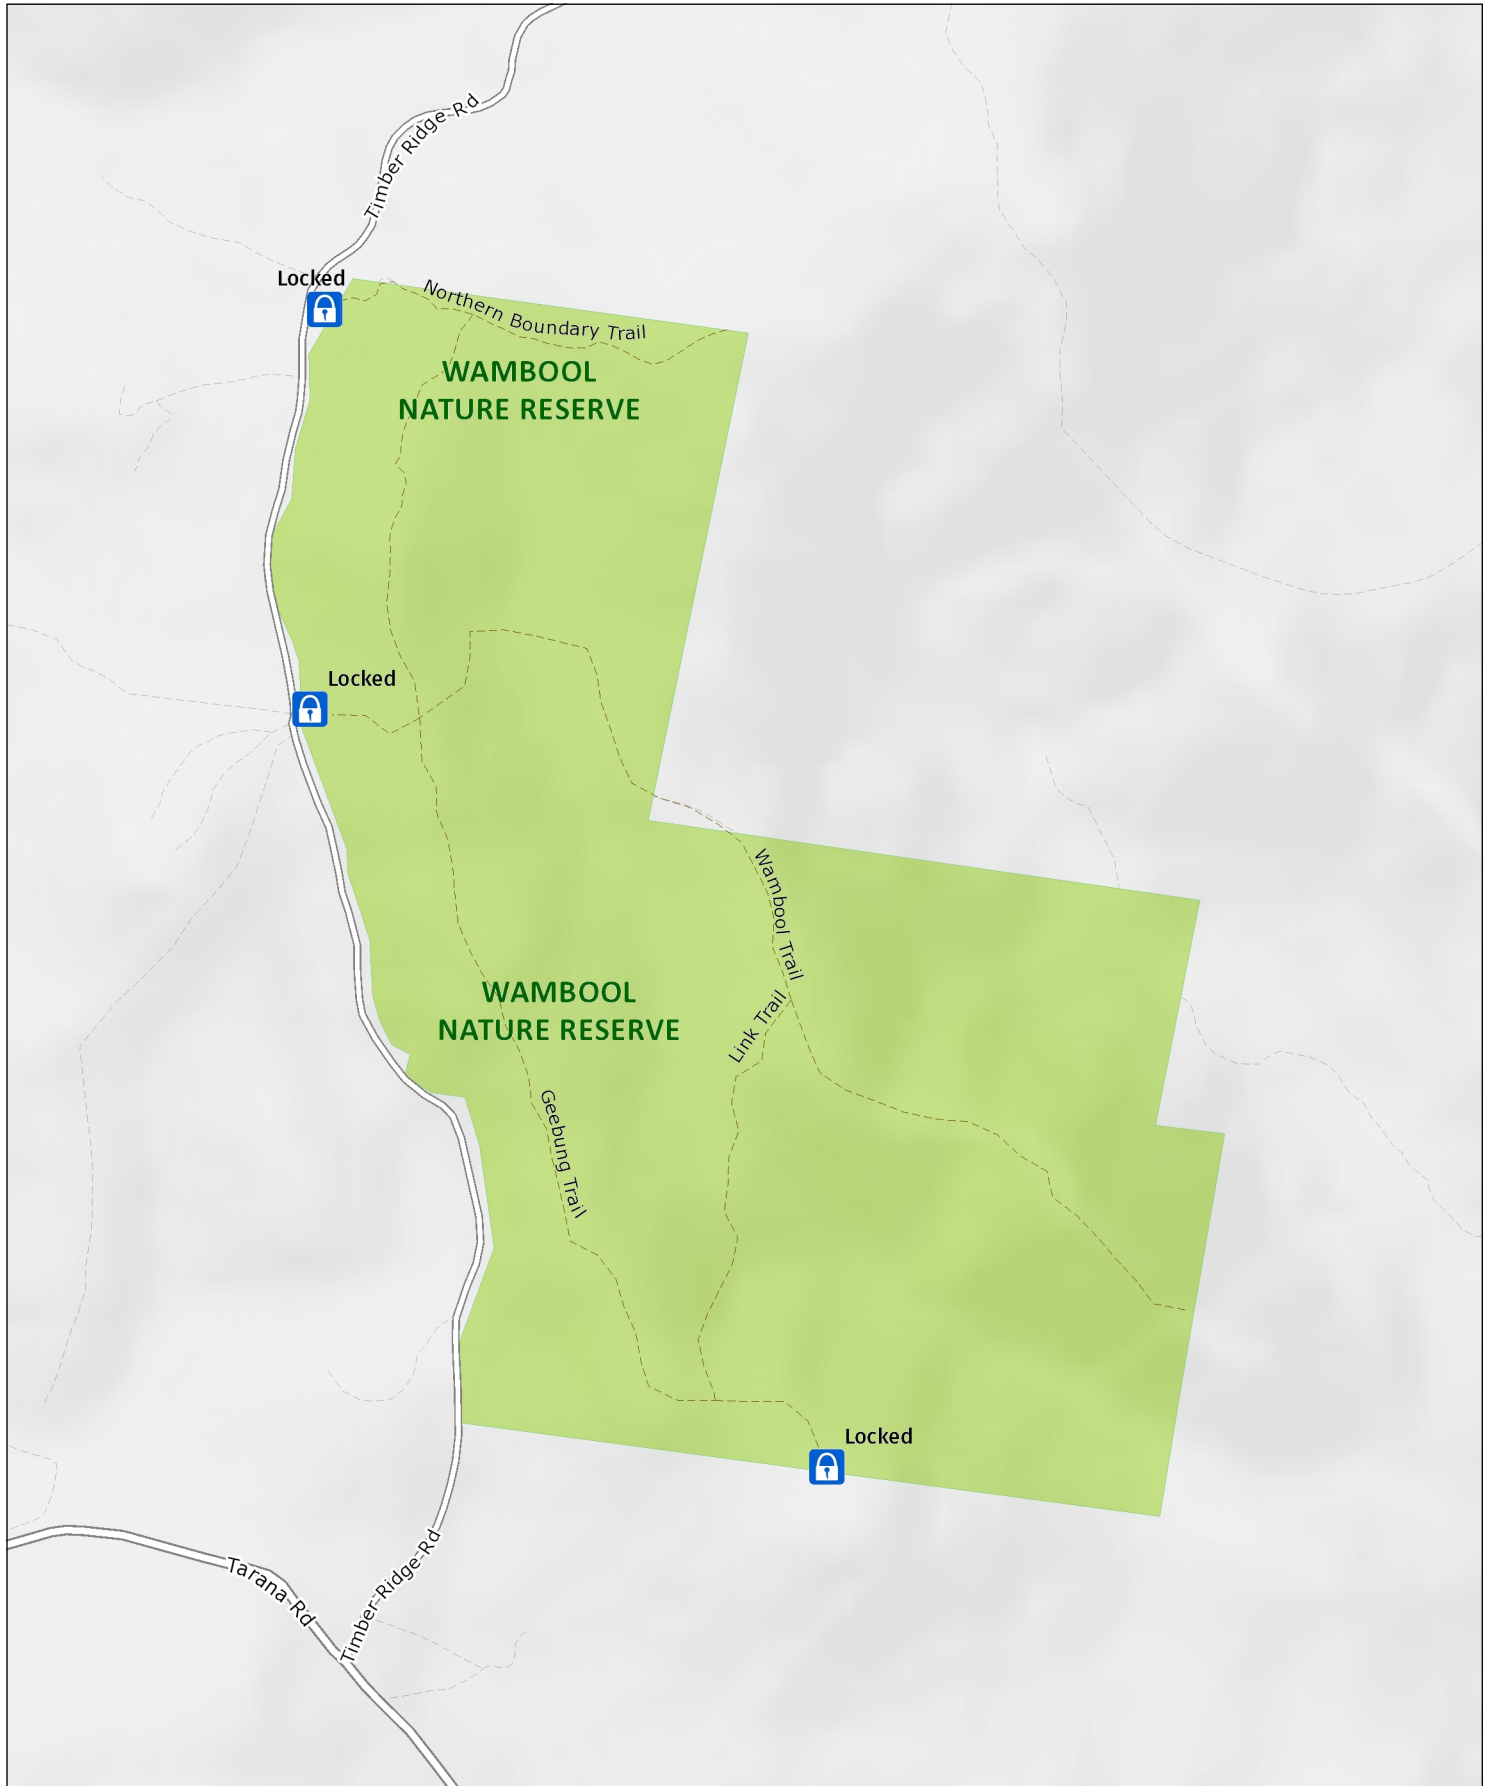 Timber Ridge Rd
Locked
Northern Boundary Trail
WAMBOOL
NATURE RESERVE
Locked
Wambool Trail
WAMBOOL
NATURE RESERVE
Link Trail
Geebung Trail
Locked
Tarana Rd
Timber Ridge Rd